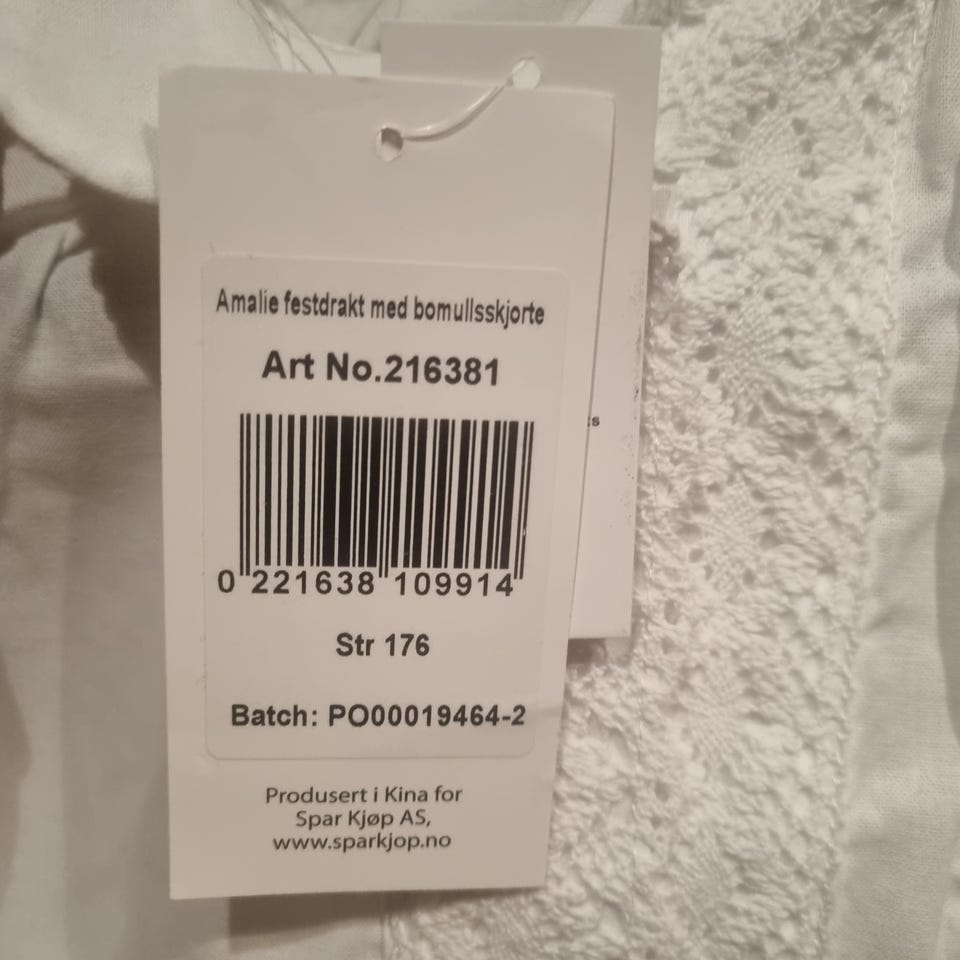 Amalie festdrakt med bomullsskjorte
Art No.216381
0 221638 109914
Str 176
Batch: PO00019464-2
Produsert i Kina for
Spar Kjøp AS,
www.sparkjop.no